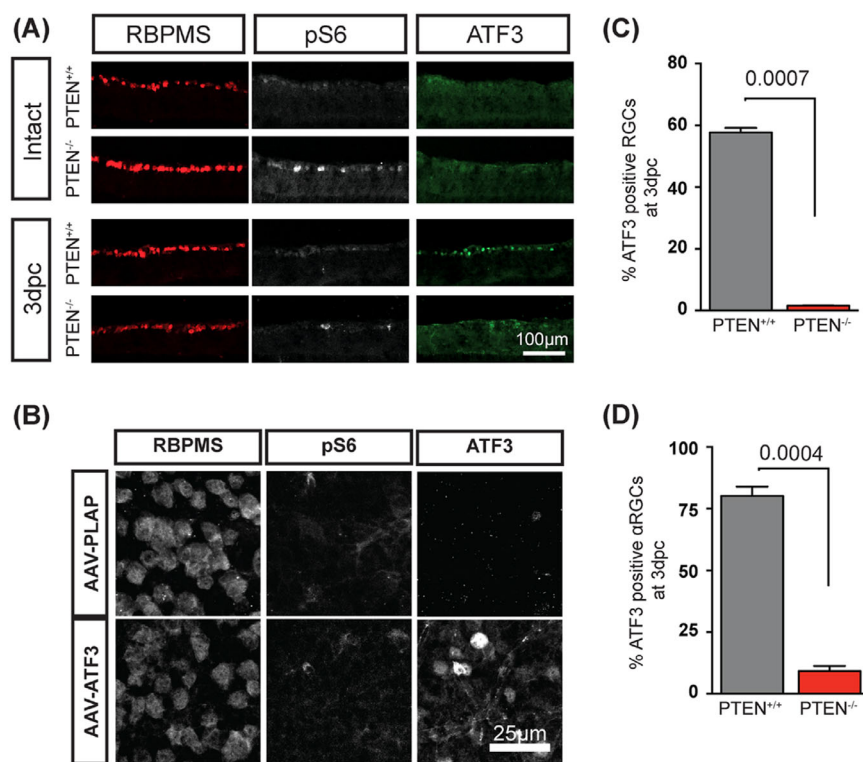 (A)
RBPMS
pS6
ATF3
Intact
PTEN+/+
PTEN-/-
3dpc
PTEN+/+
PTEN-/-
100µm
(B)
RBPMS
pS6
ATF3
AAV-PLAP
AAV-ATF3
25µm
(C)
% ATF3 positive RGCs
at 3dpc
80
60
40
20
0
0.0007
PTEN+/+
PTEN-/-
(D)
% ATF3 positive αRGCs
at 3dpc
100
75
50
25
0
0.0004
PTEN+/+
PTEN-/-